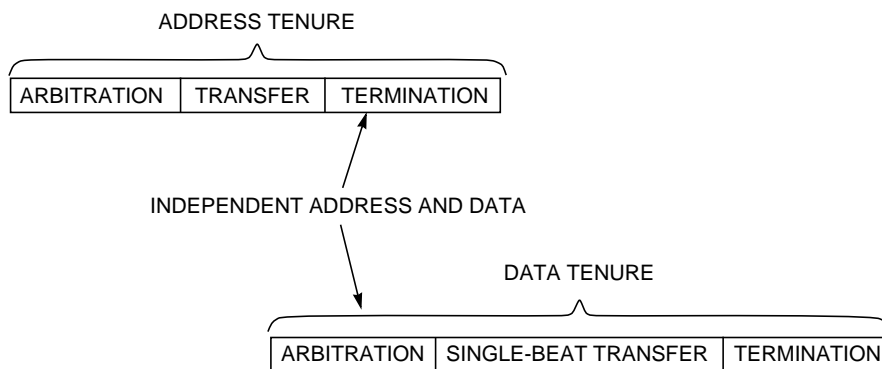 ADDRESS TENURE
ARBITRATION TRANSFER TERMINATION
INDEPENDENT ADDRESS AND DATA
DATA TENURE
ARBITRATION SINGLE-BEAT TRANSFER TERMINATION